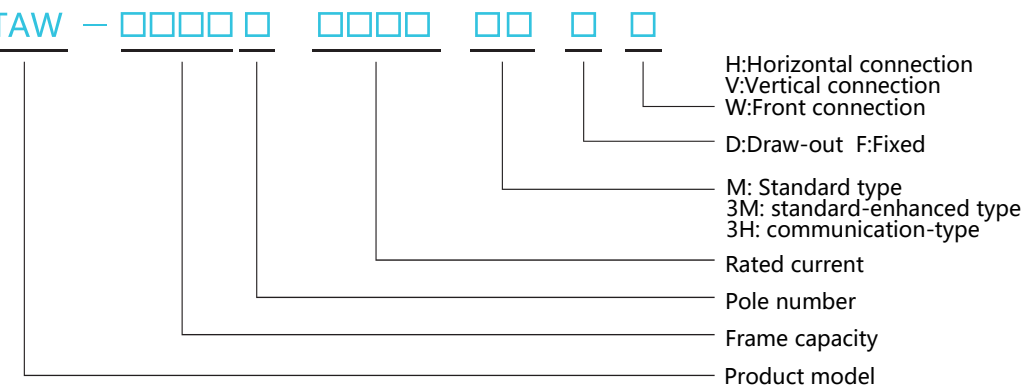 TAW — □□□□ □ □□□□ □□ □ □
H:Horizontal connection
V:Vertical connection
W:Front connection
D:Draw-out F:Fixed
M: Standard type
3M: standard-enhanced type
3H: communication-type
Rated current
Pole number
Frame capacity
Product model